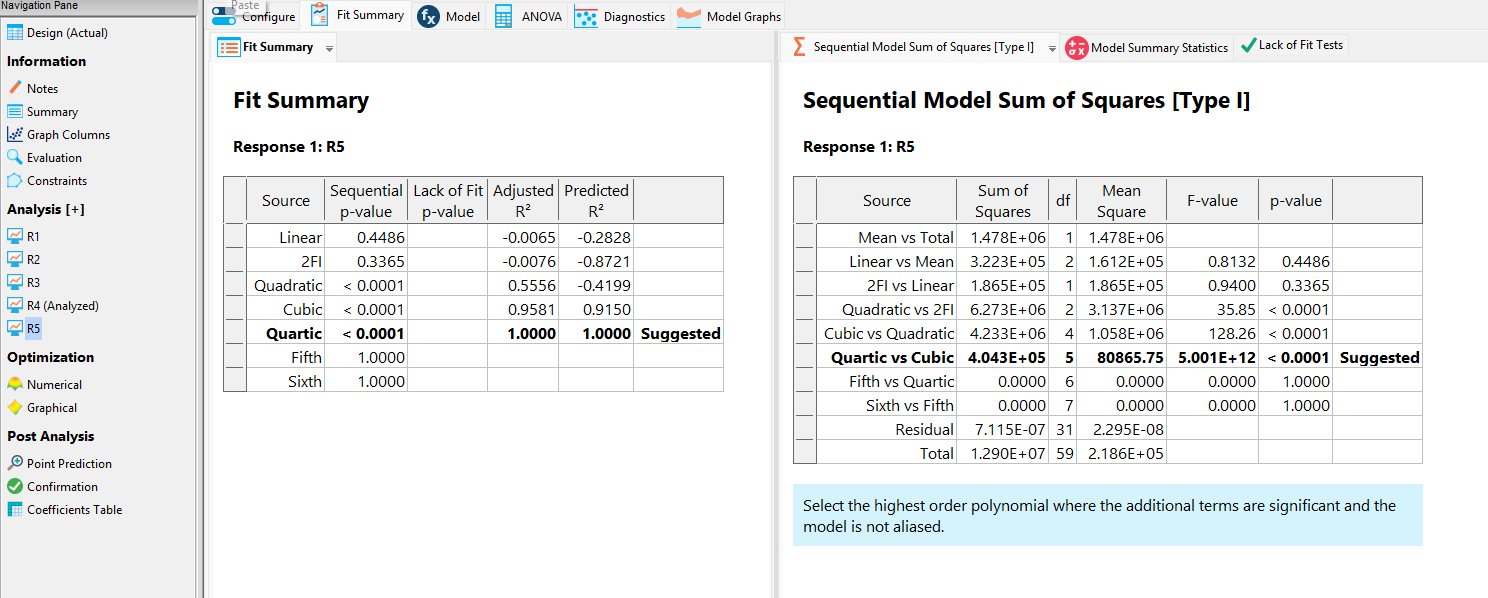 Navigation Pane
Design (Actual)
Information
Notes
Summary
Graph Columns
Evaluation
Constraints
Analysis [+]
R1
R2
R3
R4 (Analyzed)
R5
Optimization
Numerical
Graphical
Post Analysis
Point Prediction
Confirmation
Coefficients Table
Paste
Configure Fit Summary fx Model ANOVA Diagnostics Model Graphs
Fit Summary
Fit Summary
Response 1: R5
Source Sequential p-value Lack of Fit p-value Adjusted R² Predicted R²
Linear 0.4486 -0.0065 -0.2828
2FI 0.3365 -0.0076 -0.8721
Quadratic < 0.0001 0.5556 -0.4199
Cubic < 0.0001 0.9581 0.9150
Quartic < 0.0001 1.0000 1.0000 Suggested
Fifth 1.0000
Sixth 1.0000
Σ Sequential Model Sum of Squares [Type I] Model Summary Statistics Lack of Fit Tests
Sequential Model Sum of Squares [Type I]
Response 1: R5
Source Sum of Squares df Mean Square F-value p-value
Mean vs Total 1.478E+06 1 1.478E+06
Linear vs Mean 3.223E+05 2 1.612E+05 0.8132 0.4486
2FI vs Linear 1.865E+05 1 1.865E+05 0.9400 0.3365
Quadratic vs 2FI 6.273E+06 2 3.137E+06 35.85 < 0.0001
Cubic vs Quadratic 4.233E+06 4 1.058E+06 128.26 < 0.0001
Quartic vs Cubic 4.043E+05 5 80865.75 5.001E+12 < 0.0001 Suggested
Fifth vs Quartic 0.0000 6 0.0000 0.0000 1.0000
Sixth vs Fifth 0.0000 7 0.0000 0.0000 1.0000
Residual 7.115E-07 31 2.295E-08
Total 1.290E+07 59 2.186E+05
Select the highest order polynomial where the additional terms are significant and the
model is not aliased.